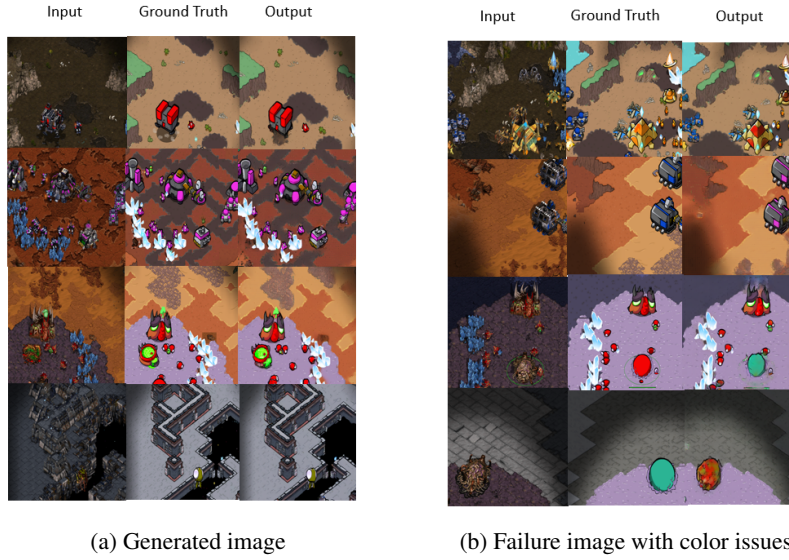 Input Ground Truth Output
Input Ground Truth Output
(a) Generated image
(b) Failure image with color issues